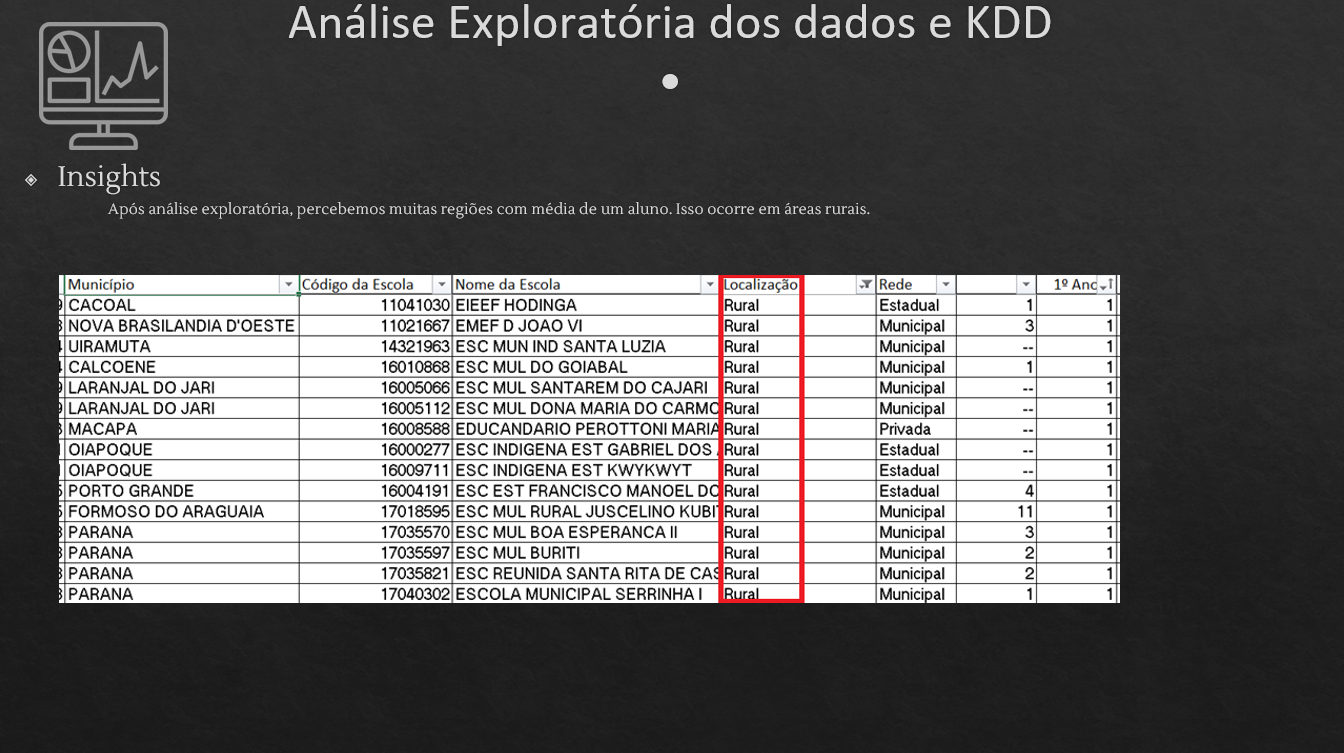 Análise Exploratória dos dados e KDD
Insights
Após análise exploratória, percebemos muitas regiões com média de um aluno. Isso ocorre em áreas rurais.
Município Código da Escola Nome da Escola Localização Rede 1º Ano
CACOAL 11041030 EIEEF HODINGA Rural Estadual 1 1
NOVA BRASILANDIA D'OESTE 11021667 EMEF D JOAO VI Rural Municipal 3 1
UIRAMUTA 14321963 ESC MUN IND SANTA LUZIA Rural Municipal -- 1
CALCOENE 16010868 ESC MUL DO GOIABAL Rural Municipal 1 1
LARANJAL DO JARI 16005066 ESC MUL SANTAREM DO CAJARI Rural Municipal -- 1
LARANJAL DO JARI 16005112 ESC MUL DONA MARIA DO CARMO Rural Municipal -- 1
MACAPA 16008588 EDUCANDARIO PEROTTONI MARIA Rural Privada -- 1
OIAPOQUE 16000277 ESC INDIGENA EST GABRIEL DOS Rural Estadual -- 1
OIAPOQUE 16009711 ESC INDIGENA EST KWYKWYT Rural Estadual -- 1
PORTO GRANDE 16004191 ESC EST FRANCISCO MANOEL DO Rural Estadual 4 1
FORMOSO DO ARAGUAIA 17018595 ESC MUL RURAL JUSCELINO KUBIT Rural Municipal 11 1
PARANA 17035570 ESC MUL BOA ESPERANCA II Rural Municipal 3 1
PARANA 17035597 ESC MUL BURITI Rural Municipal 2 1
PARANA 17035821 ESC REUNIDA SANTA RITA DE CAS Rural Municipal 2 1
PARANA 17040302 ESCOLA MUNICIPAL SERRINHA I Rural Municipal 1 1